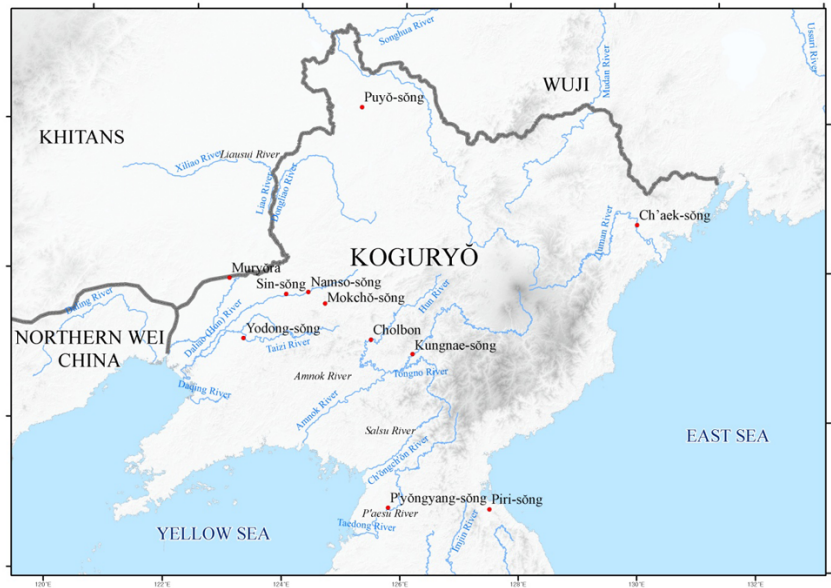 Songhua River
Ussuri River
Mudan River
WUJI
Puyŏ-sŏng
KHITANS
Xiliao River
Liausui River
Liao River
Dongliao River
Ch'aek-sŏng
Tuman River
KOGURYŎ
Muryŏra
Sin-sŏng
Namso-sŏng
Mokchŏ-sŏng
Hun River
Daling River
Daliao (Hun) River
NORTHERN WEI
CHINA
Yodong-sŏng
Taizi River
Cholbon
Kungnae-sŏng
Tongno River
Amnok River
Daqing River
Amnok River
Salsu River
EAST SEA
Ch'ŏngch'ŏn River
P'yŏngyang-sŏng
Piri-sŏng
P'aesu River
Taedong River
Imjin River
YELLOW SEA
120°E
122°E
124°E
126°E
128°E
130°E
132°E